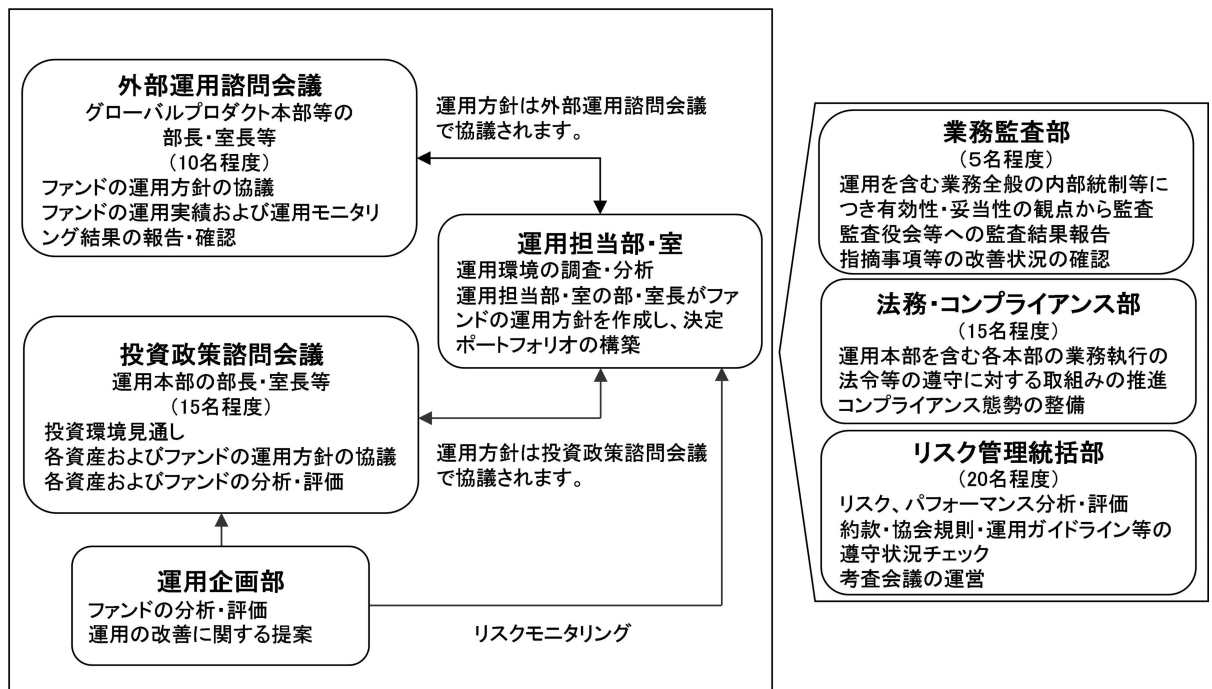 外部運用諮問会議
グローバルプロダクト本部等の
部長・室長等
（10名程度）
ファンドの運用方針の協議
ファンドの運用実績および運用モニタリ
ング結果の報告・確認
運用方針は外部運用諮問会議
で協議されます。
運用担当部・室
運用環境の調査・分析
運用担当部・室の部・室長がファ
ンドの運用方針を作成し、決定
ポートフォリオの構築
投資政策諮問会議
運用本部の部長・室長等
（15名程度）
投資環境見通し
各資産およびファンドの運用方針の協議
各資産およびファンドの分析・評価
運用方針は投資政策諮問会議
で協議されます。
運用企画部
ファンドの分析・評価
運用の改善に関する提案
リスクモニタリング
業務監査部
（５名程度）
運用を含む業務全般の内部統制等に
つき有効性・妥当性の観点から監査
監査役会等への監査結果報告
指摘事項等の改善状況の確認
法務・コンプライアンス部
（15名程度）
運用本部を含む各本部の業務執行の
法令等の遵守に対する取組みの推進
コンプライアンス態勢の整備
リスク管理統括部
（20名程度）
リスク、パフォーマンス分析・評価
約款・協会規則・運用ガイドライン等の
遵守状況チェック
考査会議の運営